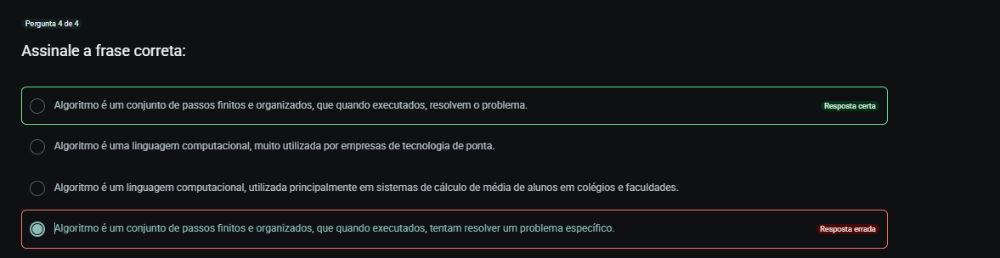 Pergunta 4 de 4
Assinale a frase correta:
Algoritmo é um conjunto de passos finitos e organizados, que quando executados, resolvem o problema.
Resposta certa
Algoritmo é uma linguagem computacional, muito utilizada por empresas de tecnologia de ponta.
Algoritmo é um linguagem computacional, utilizada principalmente em sistemas de cálculo de média de alunos em colégios e faculdades.
Algoritmo é um conjunto de passos finitos e organizados, que quando executados, tentam resolver um problema específico.
Resposta errada